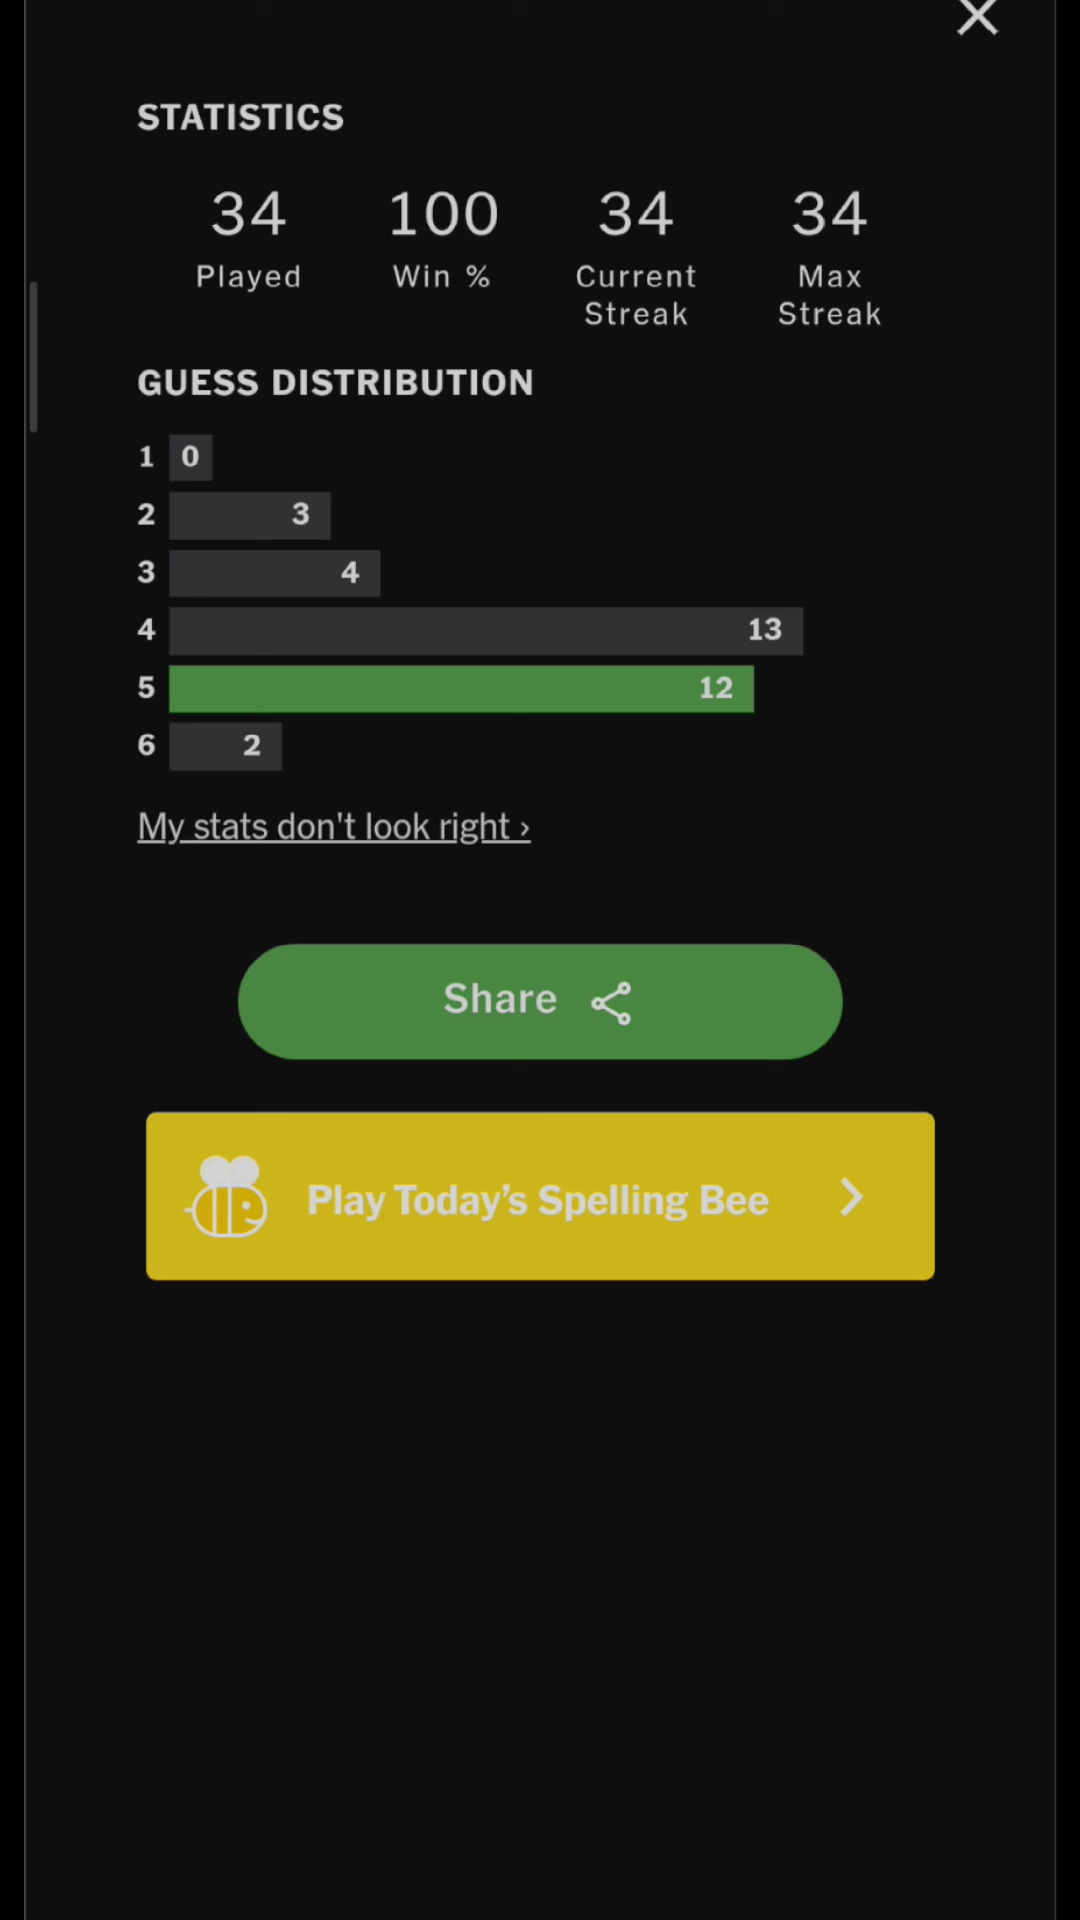 STATISTICS
34 100 34 34
Played Win % Current Streak Max Streak
GUESS DISTRIBUTION
1 0
2 3
3 4
4 13
5 12
6 2
My stats don't look right ›
Share
Play Today’s Spelling Bee